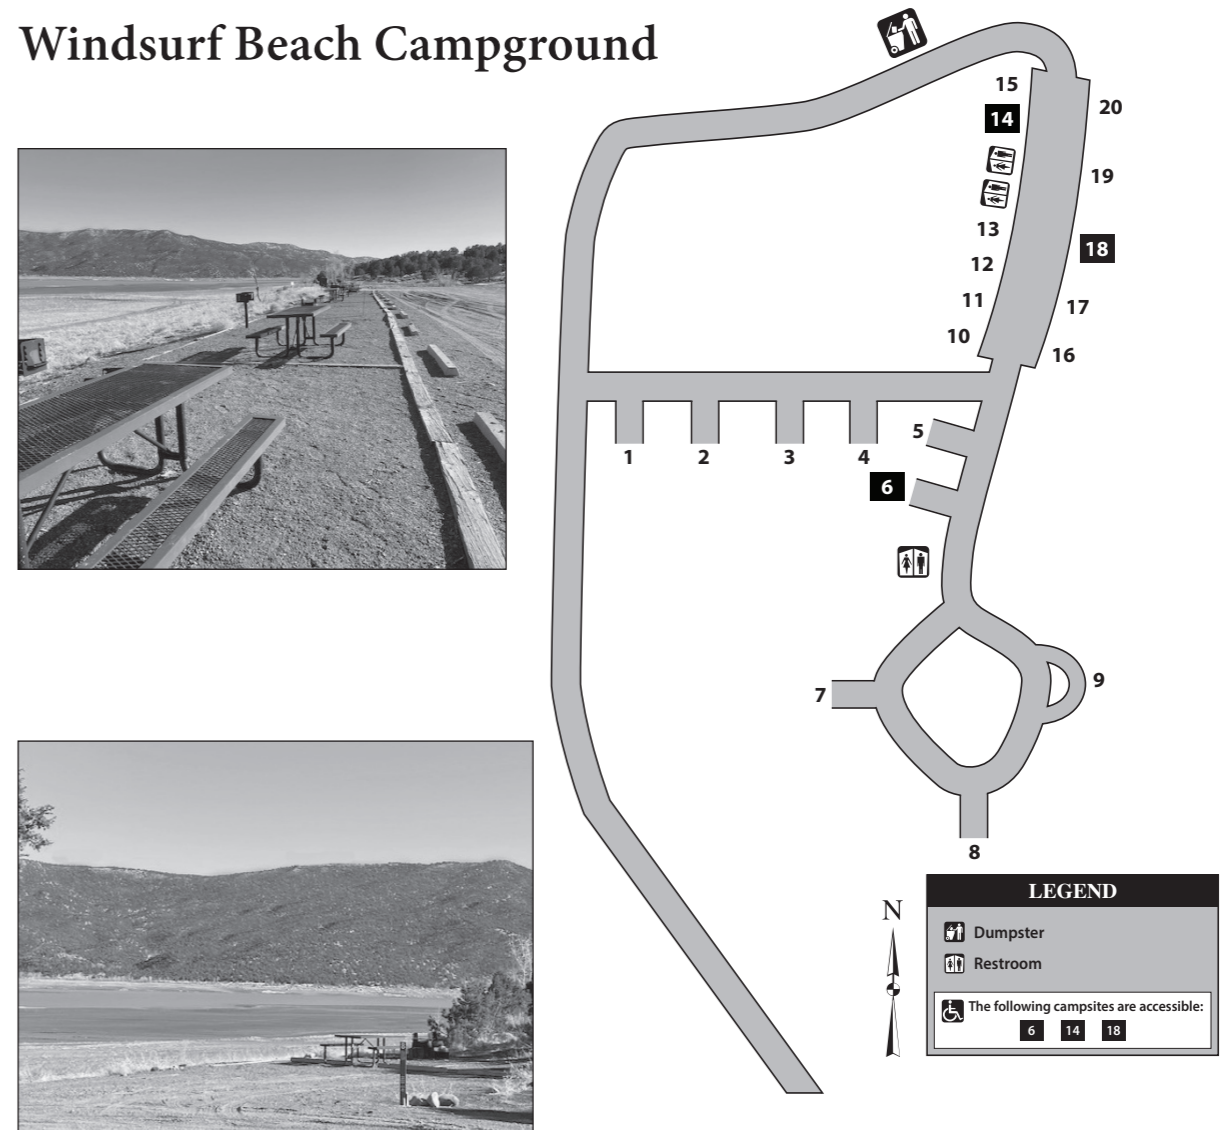 Windsurf Beach Campground
15
20
14
19
13
18
12
11
17
10
16
5
1
2
3
4
6
7
9
8
N
LEGEND
Dumpster
Restroom
The following campsites are accessible:
6 14 18